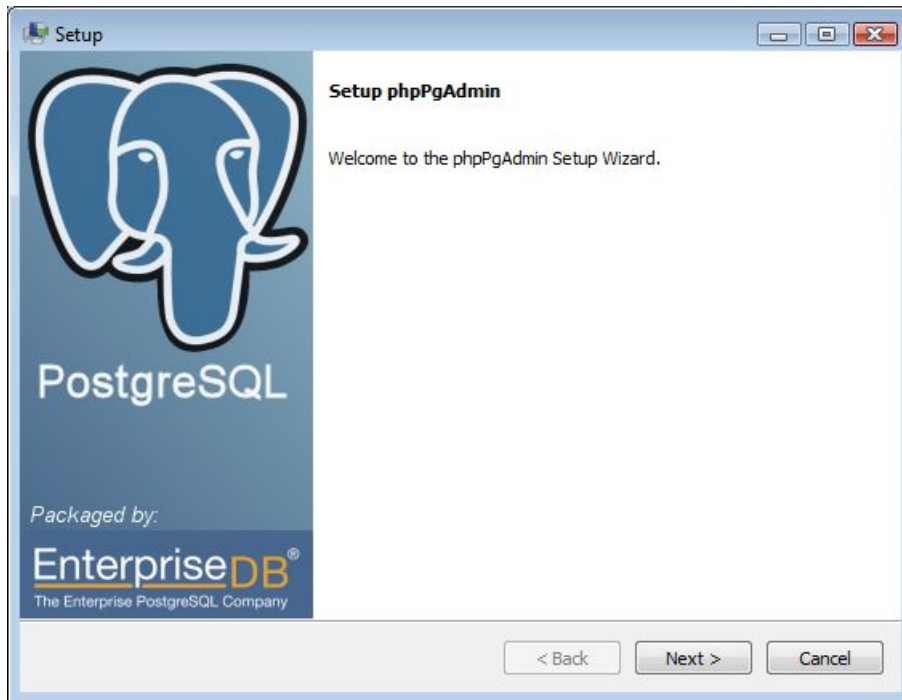 Setup
Setup phpPgAdmin
Welcome to the phpPgAdmin Setup Wizard.
PostgreSQL
Packaged by:
EnterpriseDB®
The Enterprise PostgreSQL Company
< Back Next > Cancel